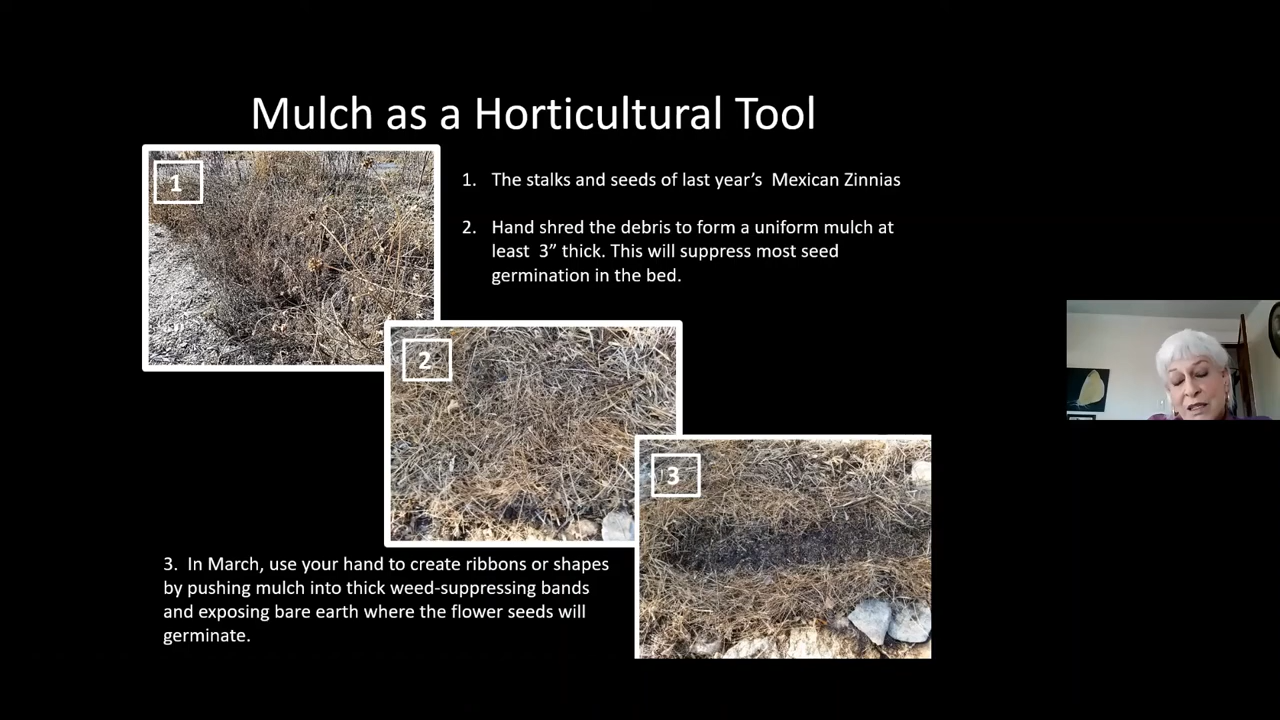 Mulch as a Horticultural Tool
1
1. The stalks and seeds of last year’s Mexican Zinnias
2. Hand shred the debris to form a uniform mulch at
least 3” thick. This will suppress most seed
germination in the bed.
2
3
3. In March, use your hand to create ribbons or shapes
by pushing mulch into thick weed-suppressing bands
and exposing bare earth where the flower seeds will
germinate.